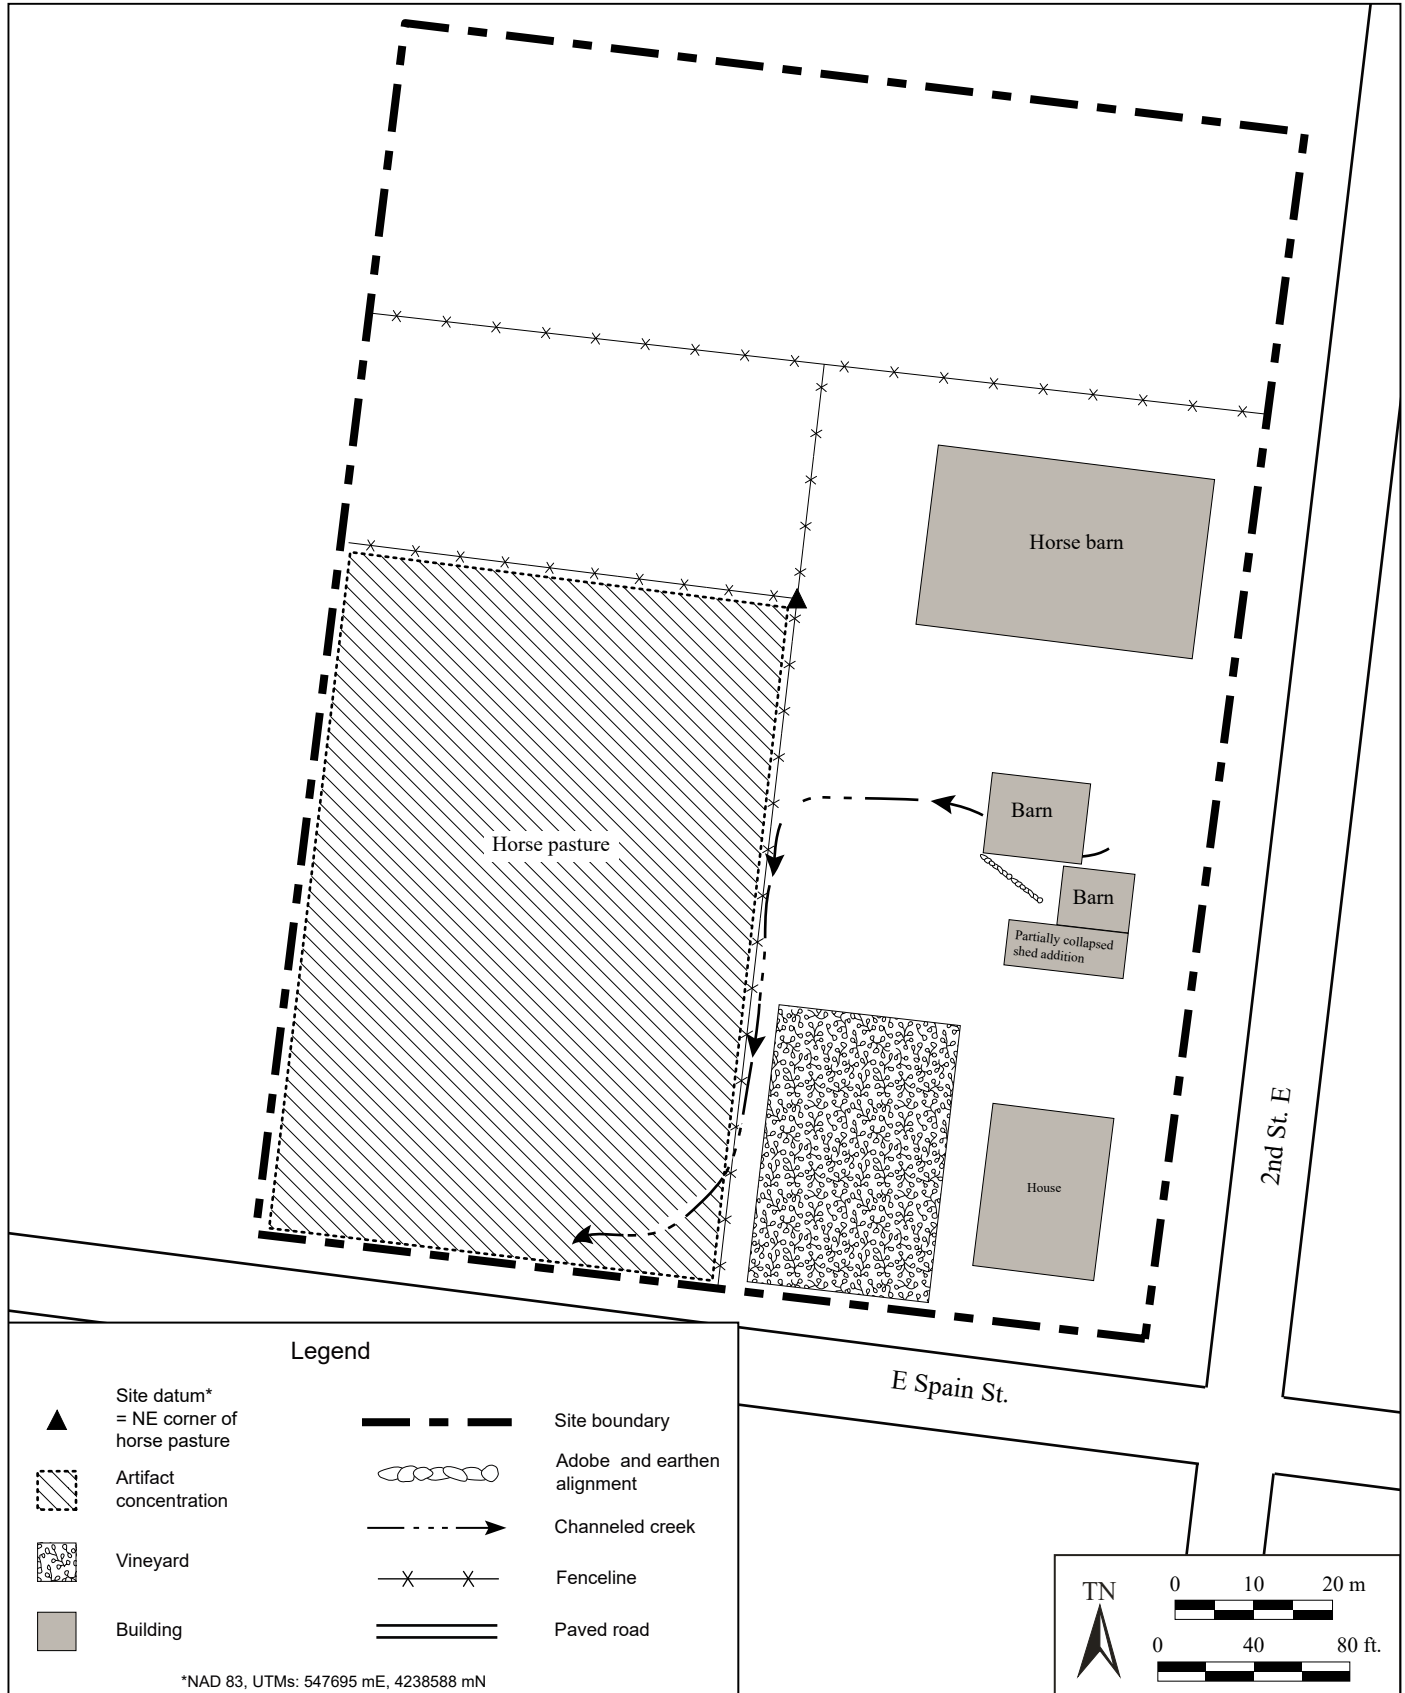 Horse barn
Barn
Horse pasture
Barn
Partially collapsed
shed addition
2nd St. E
House
E Spain St.
Legend
Site datum*
= NE corner of
horse pasture
Artifact
concentration
Vineyard
Building
Site boundary
Adobe and earthen
alignment
Channeled creek
Fenceline
Paved road
*NAD 83, UTMs: 547695 mE, 4238588 mN
TN
0 10 20 m
0 40 80 ft.